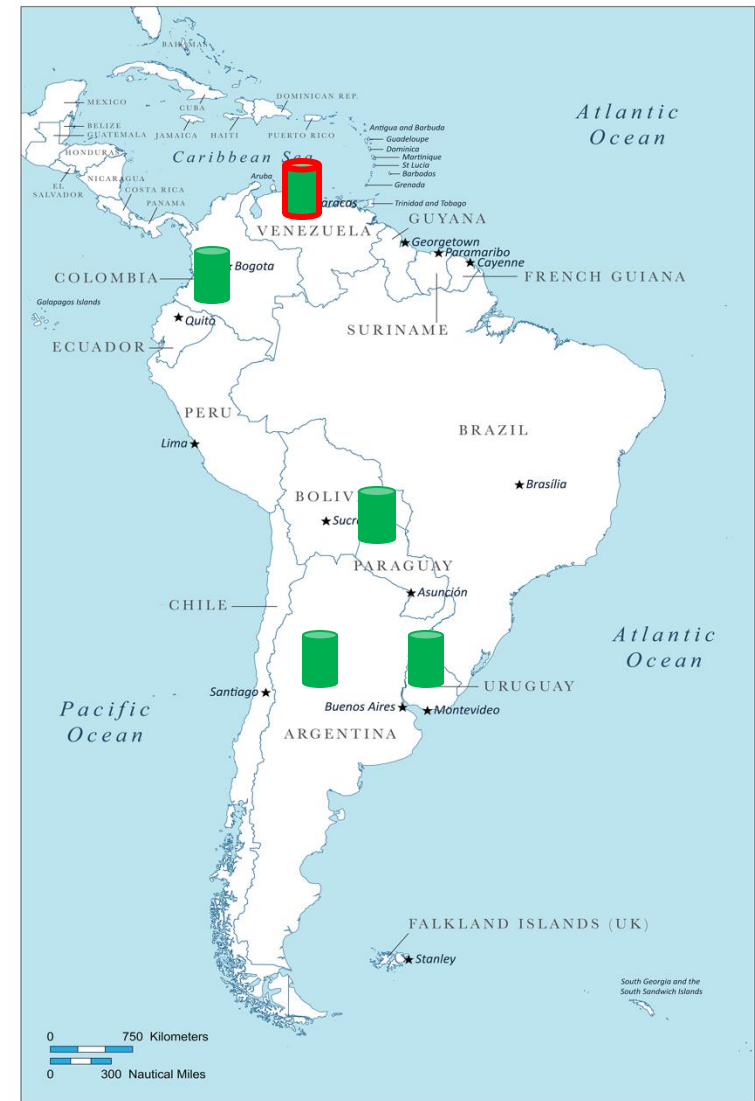 BAHAMAS
MEXICO
CUBA
DOMINICAN REP.
BELIZE
GUATEMALA
JAMAICA
HAITI
PUERTO RICO
HONDURAS
Antigua and Barbuda
Guadeloupe
Dominica
Martinique
St Lucia
Barbados
Grenada
Atlantic
Ocean
Caribbean Sea
EL
SALVADOR
NICARAGUA
COSTA RICA
PANAMA
Aruba
Trinidad and Tobago
aracas
VENEZUELA
GUYANA
Georgetown
Paramaribo
Cayenne
COLOMBIA
Bogota
FRENCH GUIANA
Galapagos Islands
Quito
SURINAME
ECUADOR
PERU
BRAZIL
Lima
Brasília
BOLIV
Sucr
PARAGUAY
Asunción
CHILE
Atlantic
Ocean
Santiago
URUGUAY
Buenos Aires
Montevideo
Pacific
Ocean
ARGENTINA
FALKLAND ISLANDS (UK)
Stanley
South Georgia and the
South Sandwich Islands
0 750 Kilometers
0 300 Nautical Miles